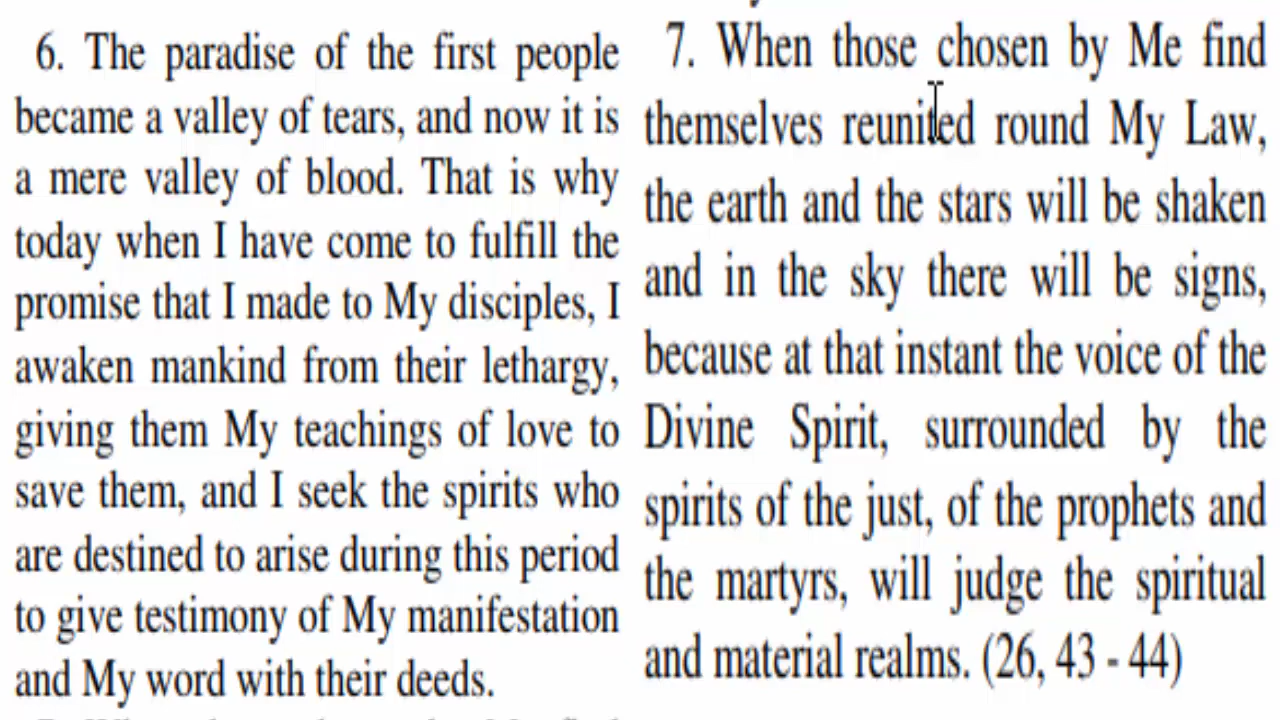 6. The paradise of the first people
became a valley of tears, and now it is
a mere valley of blood. That is why
today when I have come to fulfill the
promise that I made to My disciples, I
awaken mankind from their lethargy,
giving them My teachings of love to
save them, and I seek the spirits who
are destined to arise during this period
to give testimony of My manifestation
and My word with their deeds.
7. When those chosen by Me find
themselves reunited round My Law,
the earth and the stars will be shaken
and in the sky there will be signs,
because at that instant the voice of the
Divine Spirit, surrounded by the
spirits of the just, of the prophets and
the martyrs, will judge the spiritual
and material realms. (26, 43 - 44)